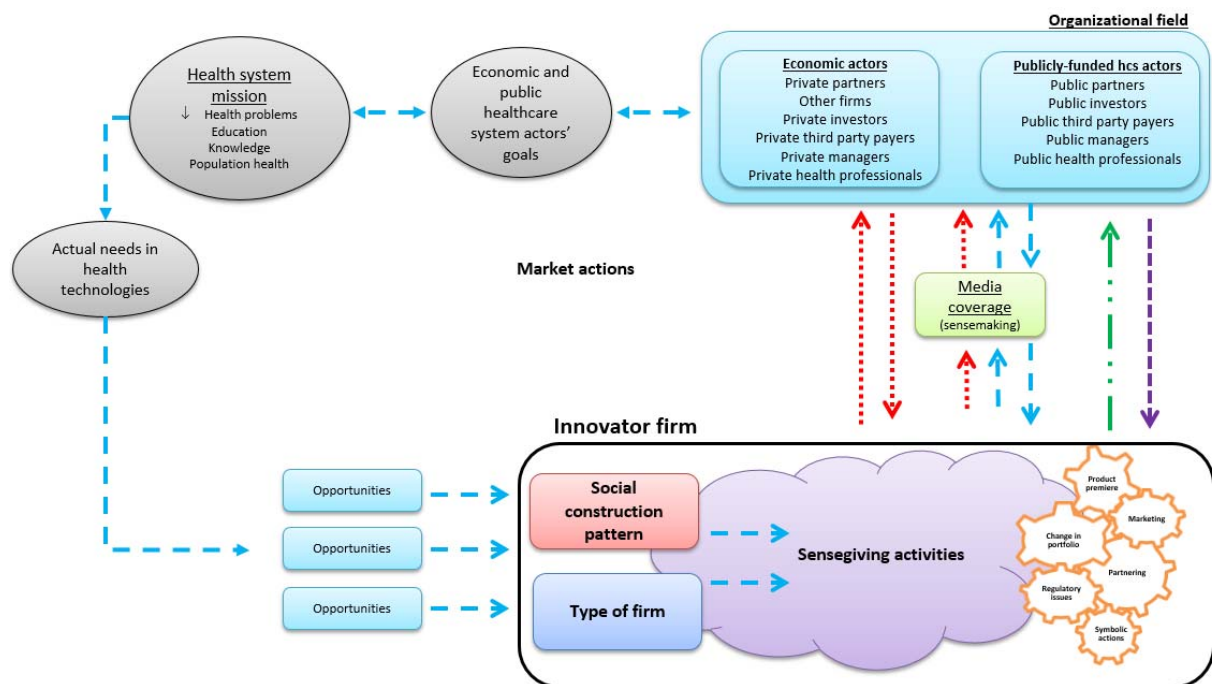 Organizational field
Health system
mission
↓ Health problems
Education
Knowledge
Population health
Economic and
public
healthcare
system actors’
goals
Economic actors
Private partners
Other firms
Private investors
Private third party payers
Private managers
Private health professionals
Publicly-funded hcs actors
Public partners
Public investors
Public third party payers
Public managers
Public health professionals
Actual needs in
health
technologies
Market actions
Media
coverage
(sensemaking)
Innovator firm
Opportunities
Opportunities
Opportunities
Social
construction
pattern
Type of firm
Sensegiving activities
Product
premiere
Marketing
Change in
portfolio
Partnering
Regulatory
issues
Symbolic
actions